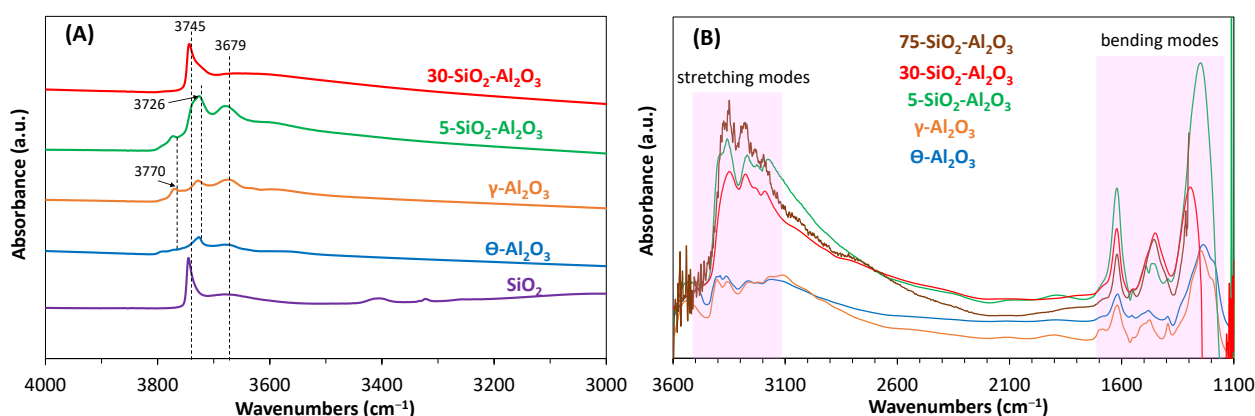 (A)
3745
3679
30-SiO₂-Al₂O₃
3726
5-SiO₂-Al₂O₃
3770
γ-Al₂O₃
ϴ-Al₂O₃
SiO₂
Absorbance (a.u.)
4000 3800 3600 3400 3200 3000
Wavenumbers (cm⁻¹)
(B)
75-SiO₂-Al₂O₃
30-SiO₂-Al₂O₃
5-SiO₂-Al₂O₃
γ-Al₂O₃
ϴ-Al₂O₃
stretching modes
bending modes
Absorbance (a.u.)
3600 3100 2600 2100 1600 1100
Wavenumbers (cm⁻¹)